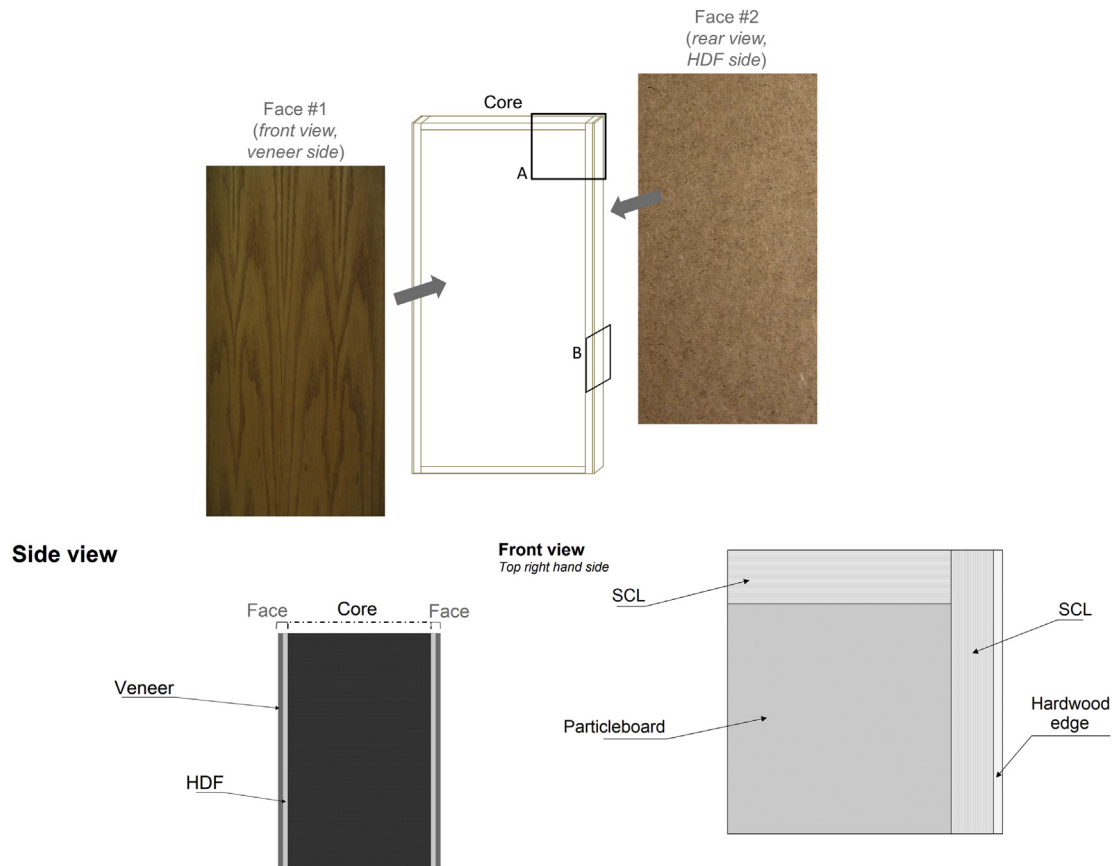 Face #2
(rear view,
HDF side)
Core
Face #1
(front view,
veneer side)
A
B
Side view
Front view
Top right hand side
SCL
Face
Core
Face
SCL
Veneer
Hardwood
edge
Particleboard
HDF